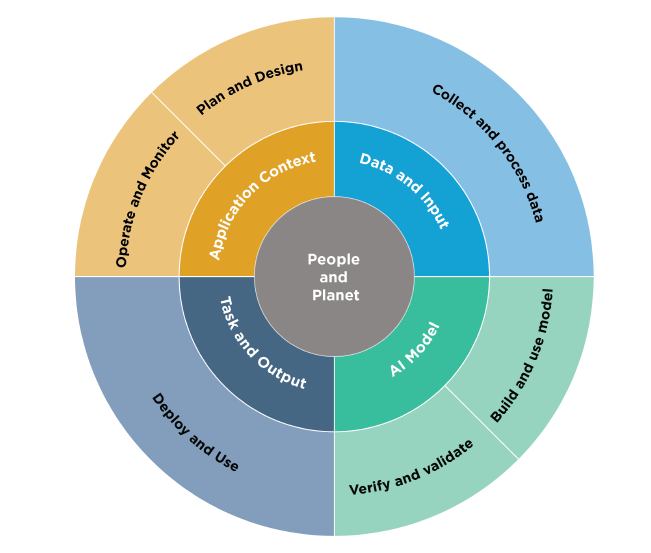 Plan and Design
Collect and process data
Operate and Monitor
Application Context
Data and Input
People
and
Planet
Task and Output
AI Model
Build and use model
Deploy and Use
Verify and validate